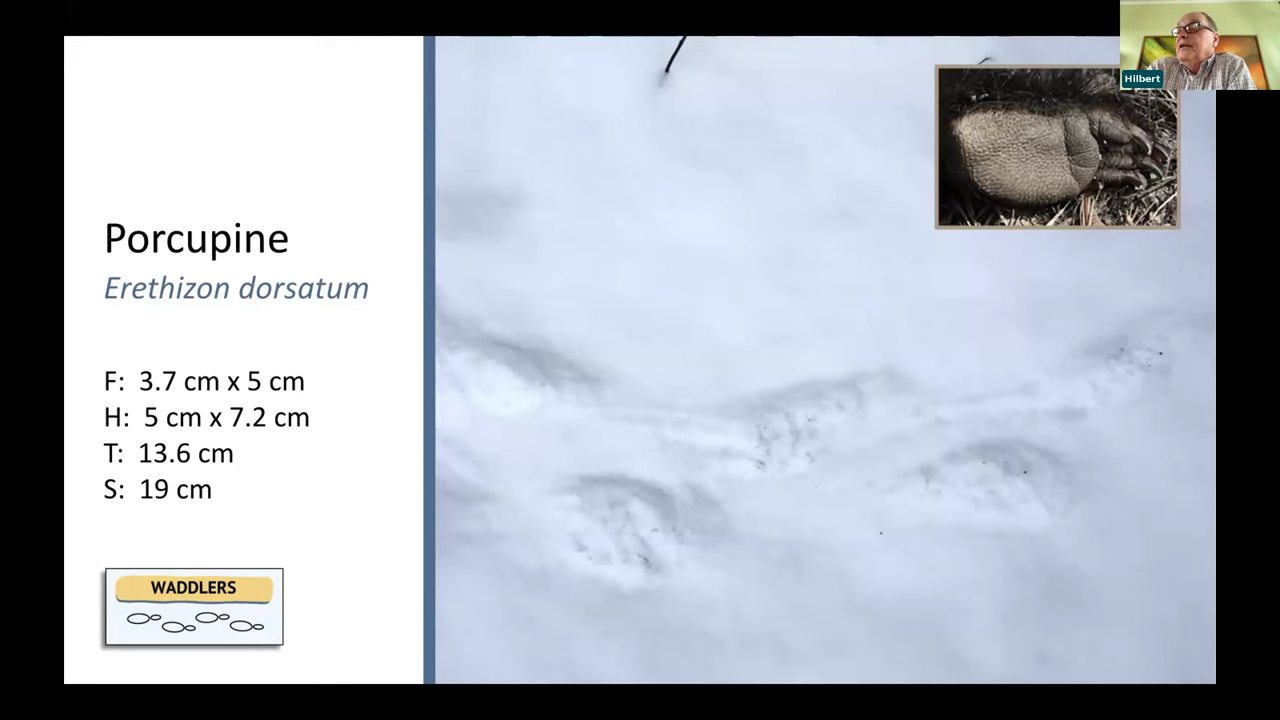 Porcupine
Erethizon dorsatum
F: 3.7 cm x 5 cm
H: 5 cm x 7.2 cm
T: 13.6 cm
S: 19 cm
WADDLERS
Hilbert